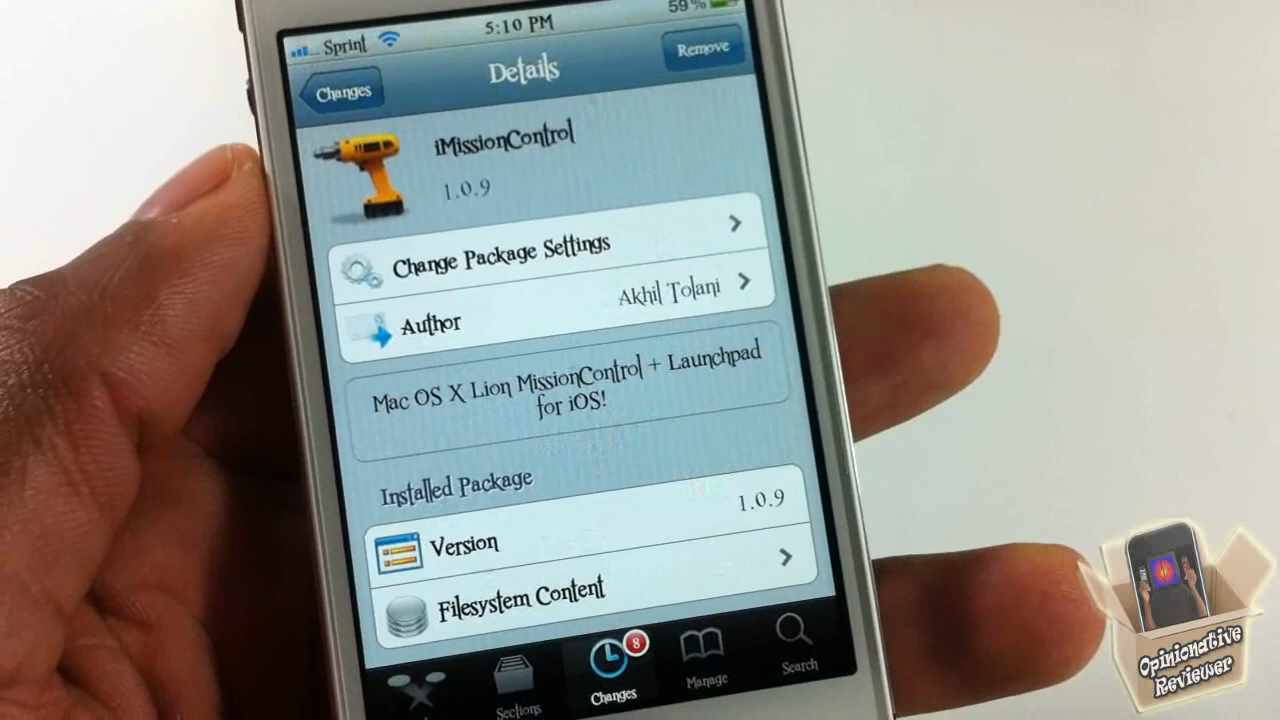 Sprint 5:10 PM 59%
Changes Details Remove
iMissionControl
1.0.9
Change Package Settings
Author Akhil Tolani
Mac OS X Lion MissionControl + Launchpad
for iOS!
Installed Package
Version 1.0.9
Filesystem Content
8
Sections Changes Manage Search
Opinionative
Reviewer